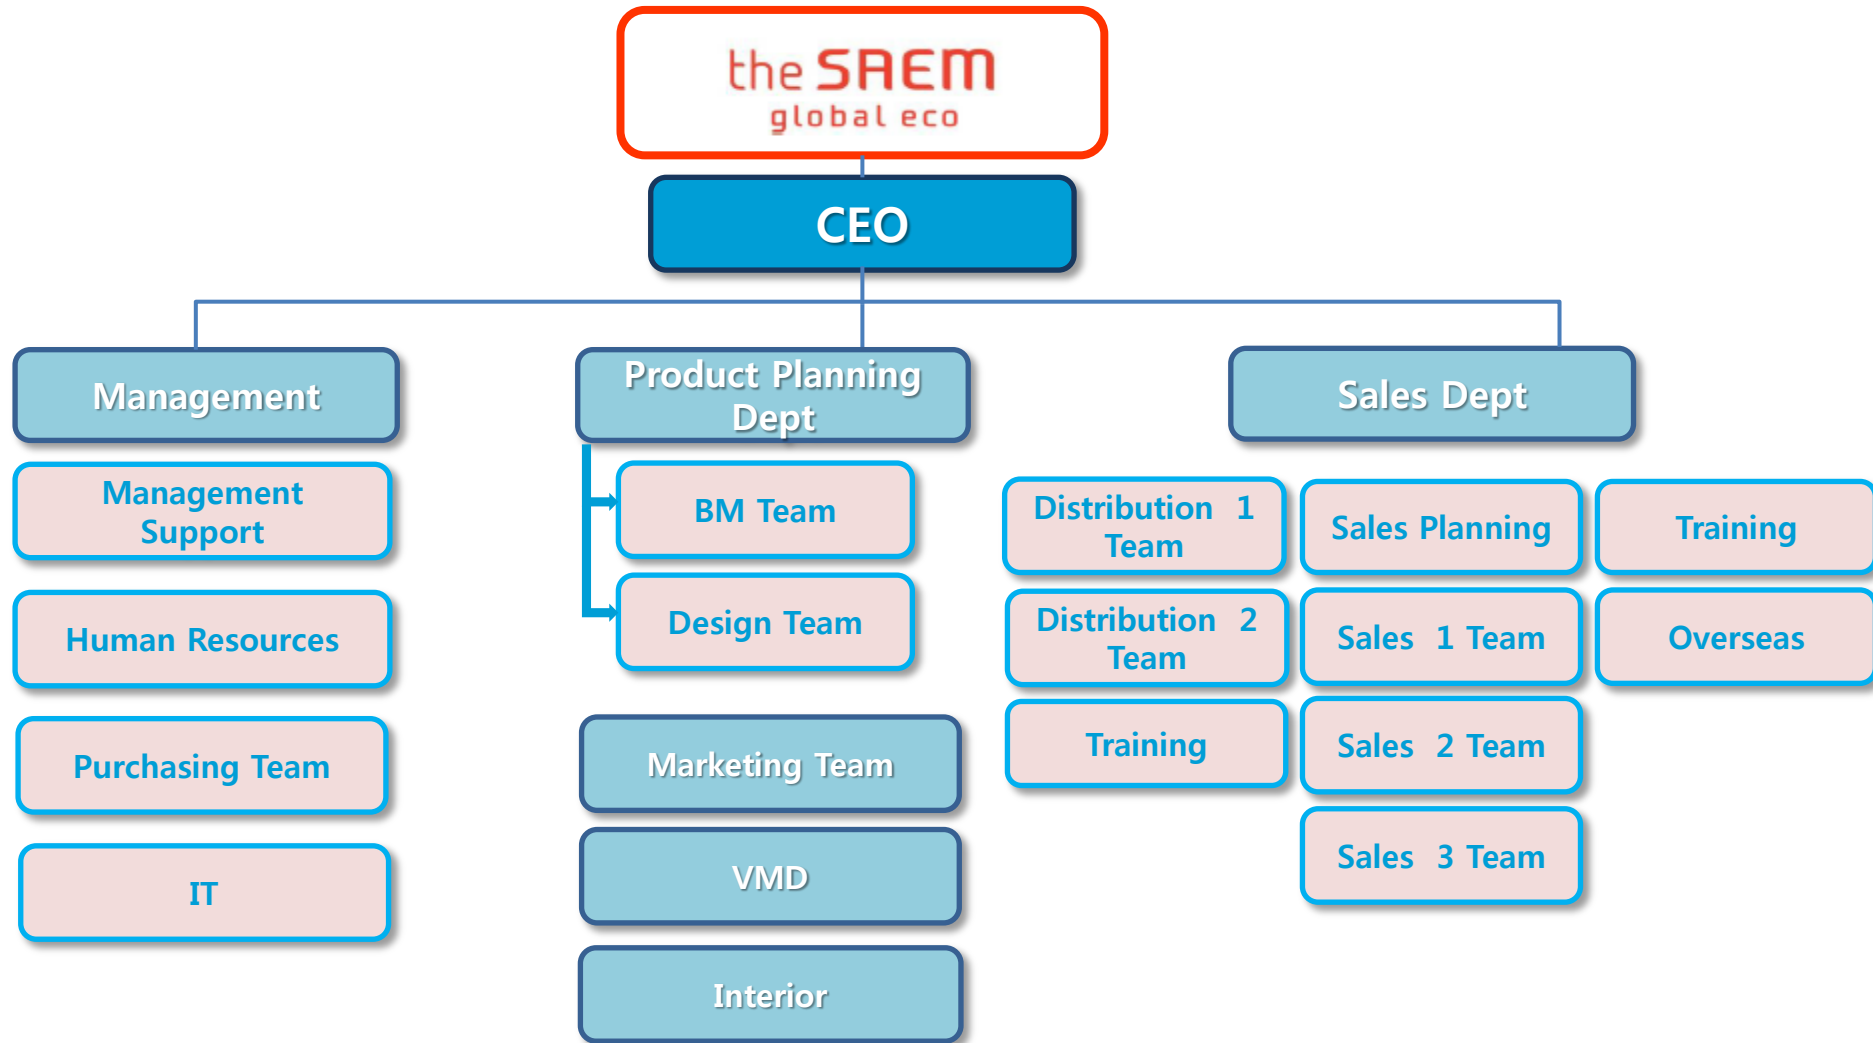 the SAEM
global eco
CEO
Management
Product Planning
Dept
Sales Dept
Management
Support
Human Resources
Purchasing Team
IT
BM Team
Design Team
Marketing Team
VMD
Interior
Distribution 1
Team
Distribution 2
Team
Training
Sales Planning
Sales 1 Team
Sales 2 Team
Sales 3 Team
Training
Overseas